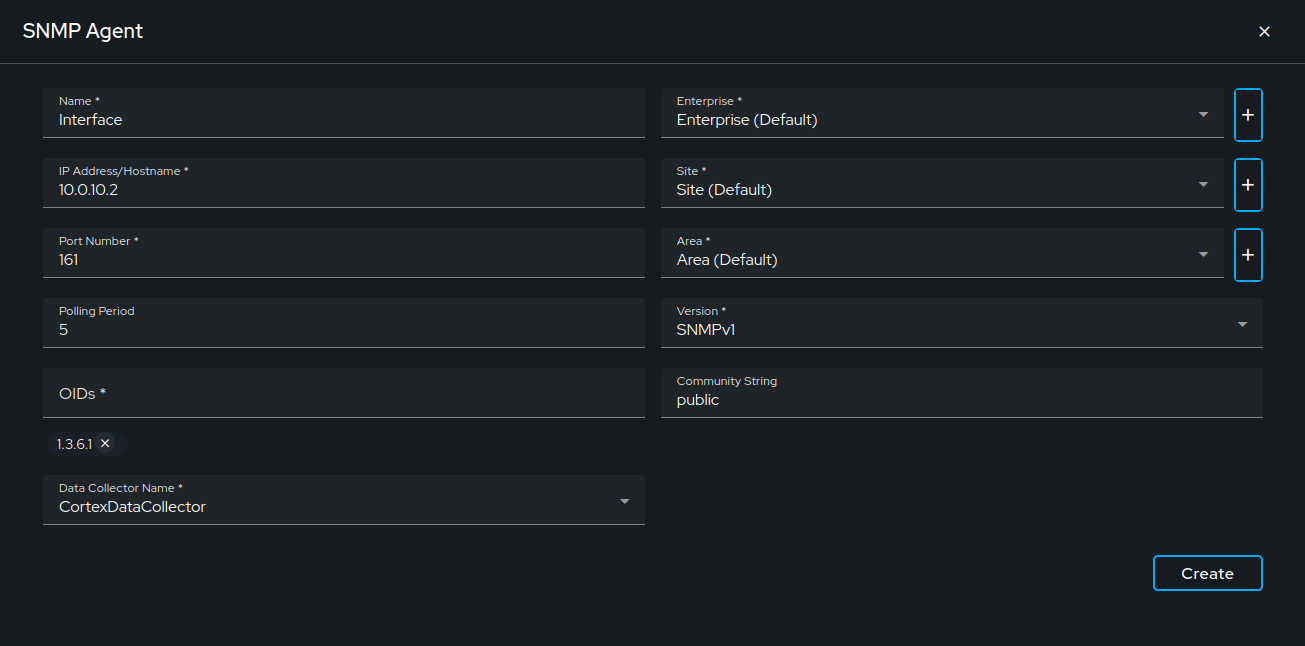 SNMP Agent
Name *
Interface
Enterprise *
Enterprise (Default)
IP Address/Hostname *
10.0.10.2
Site *
Site (Default)
Port Number *
161
Area *
Area (Default)
Polling Period
5
Version *
SNMPv1
OIDs *
Community String
public
1.3.6.1
Data Collector Name *
CortexDataCollector
Create